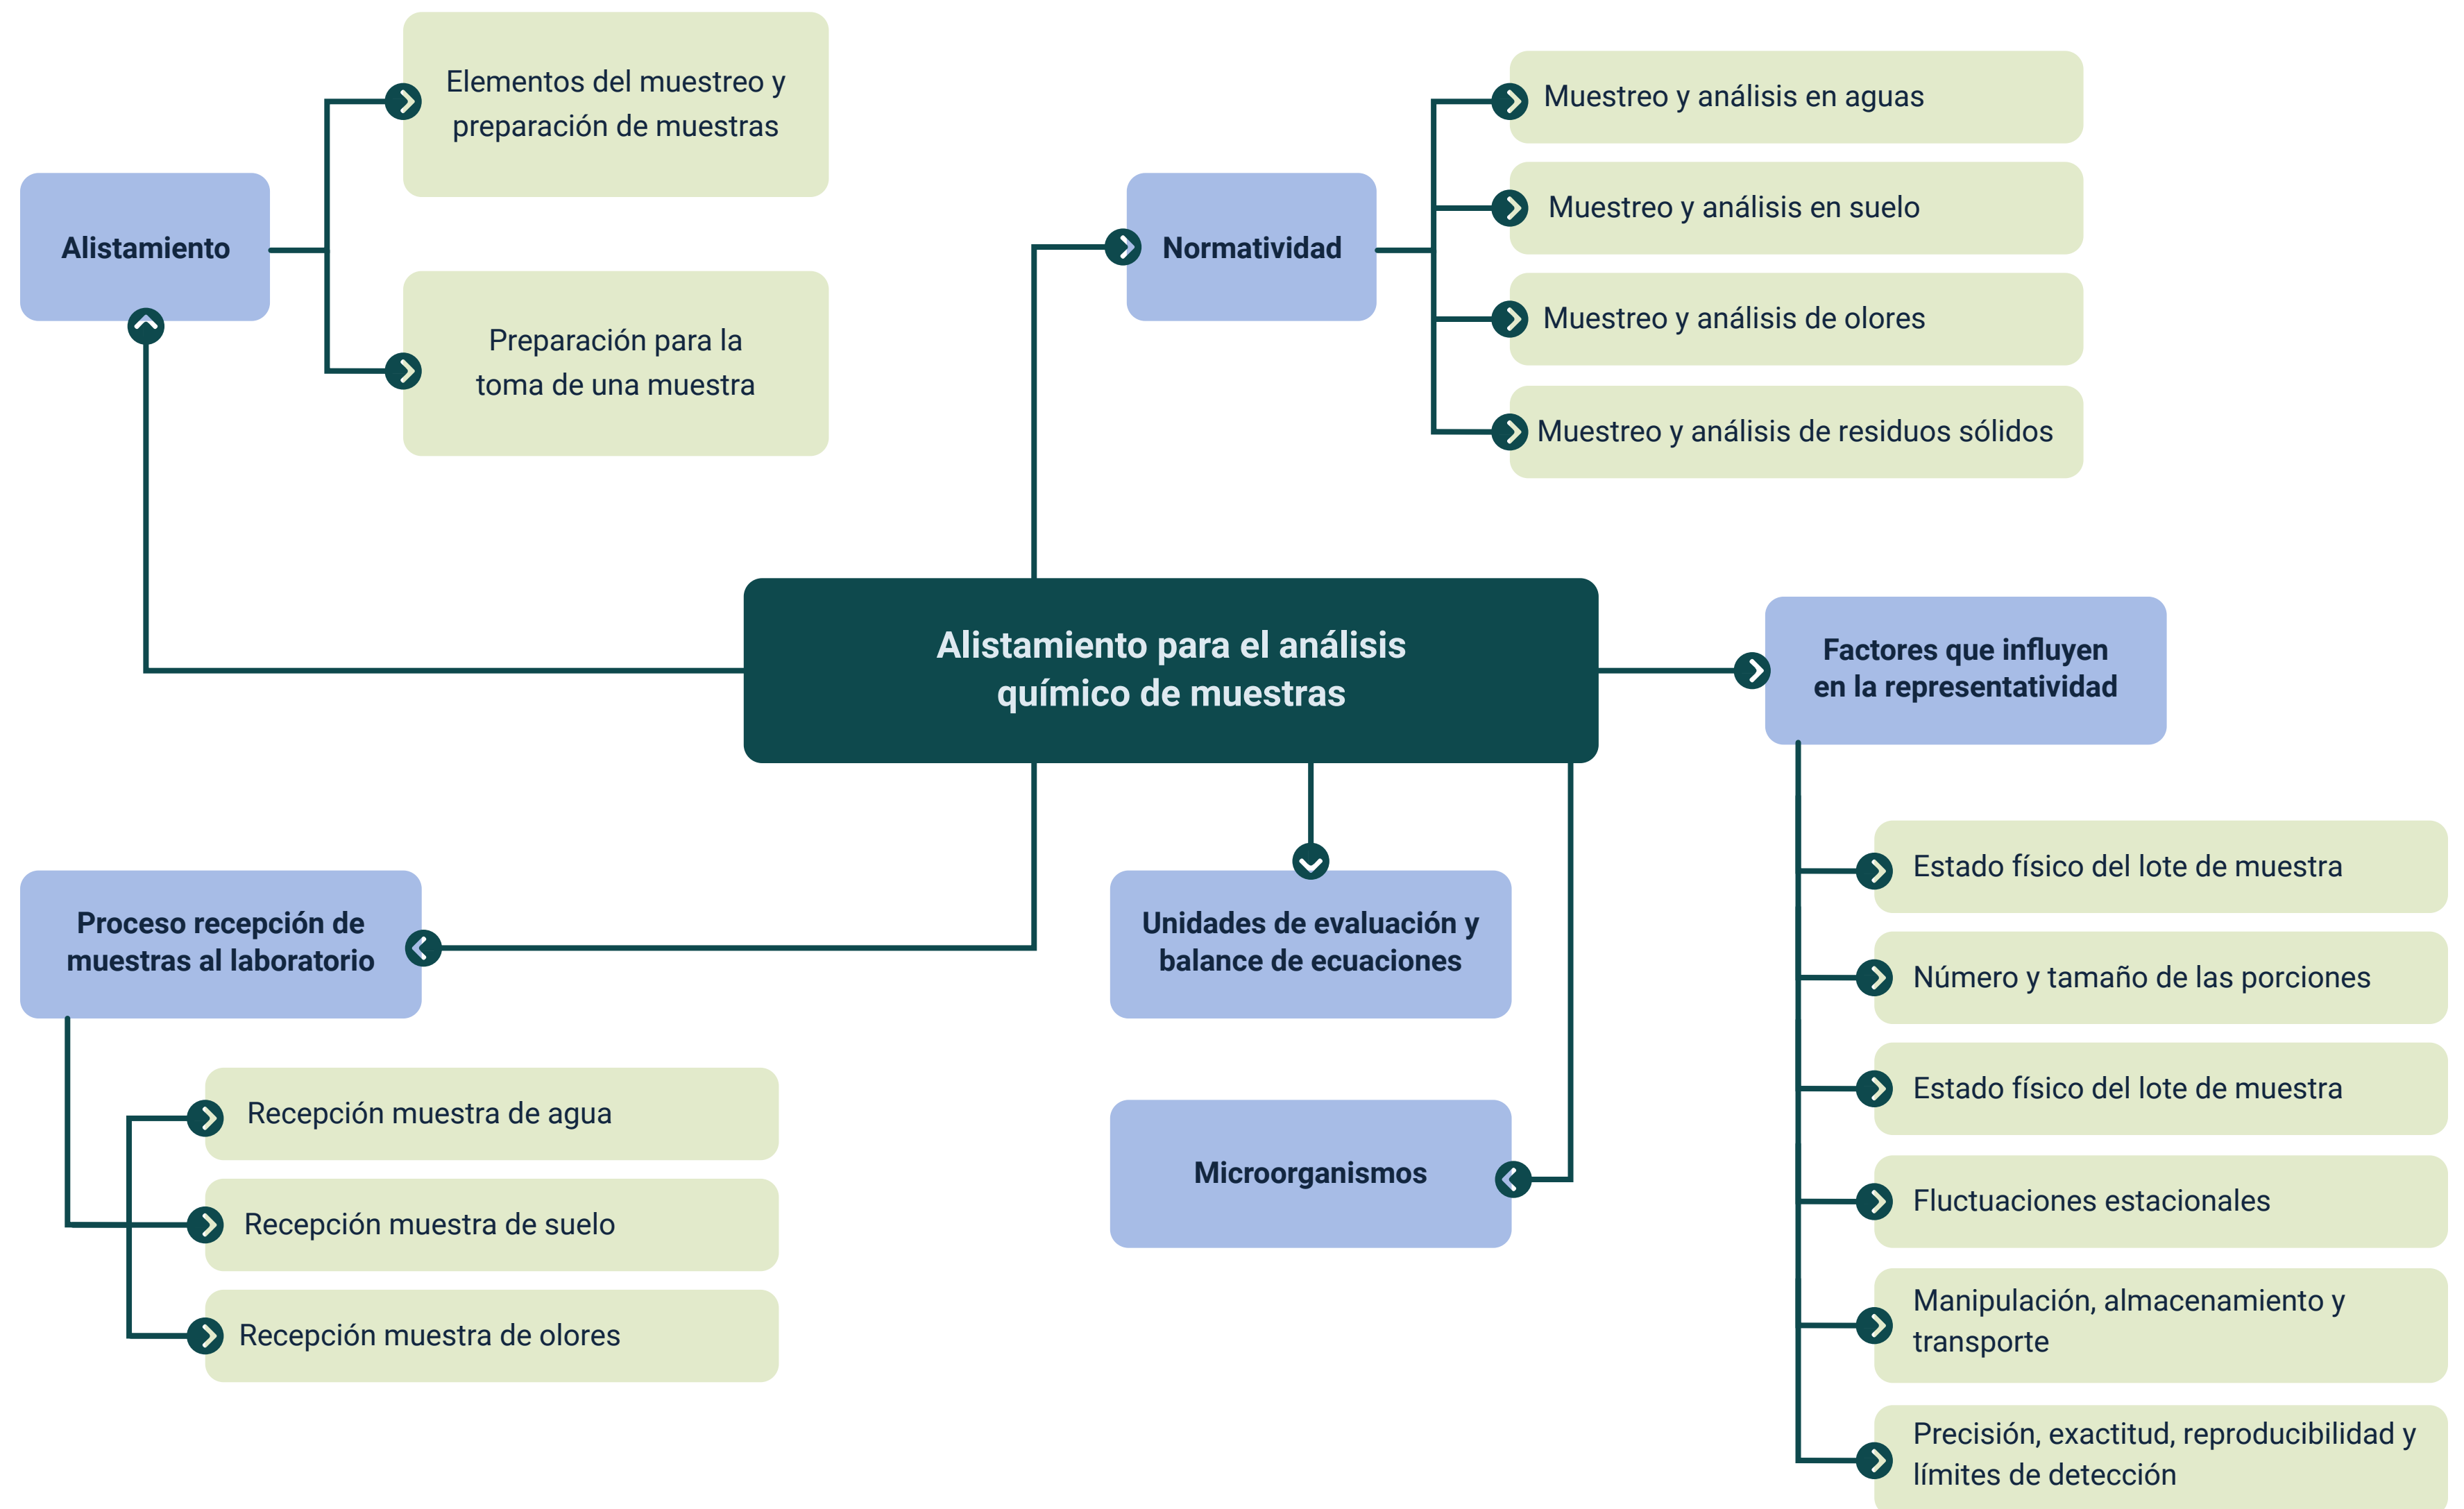 Alistamiento
Elementos del muestreo y
preparación de muestras
Preparación para la
toma de una muestra
Normatividad
Muestreo y análisis en aguas
Muestreo y análisis en suelo
Muestreo y análisis de olores
Muestreo y análisis de residuos sólidos
Alistamiento para el análisis
químico de muestras
Factores que influyen
en la representatividad
Estado físico del lote de muestra
Número y tamaño de las porciones
Estado físico del lote de muestra
Fluctuaciones estacionales
Manipulación, almacenamiento y
transporte
Precisión, exactitud, reproducibilidad y
límites de detección
Proceso recepción de
muestras al laboratorio
Recepción muestra de agua
Recepción muestra de suelo
Recepción muestra de olores
Unidades de evaluación y
balance de ecuaciones
Microorganismos